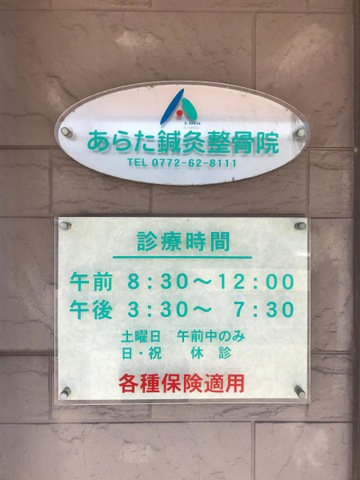 あらた鍼灸整骨院
TEL 0772-62-8111
診療時間
午前 8:30～12:00
午後 3:30～ 7:30
土曜日 午前中のみ
日・祝 休 診
各種保険適用